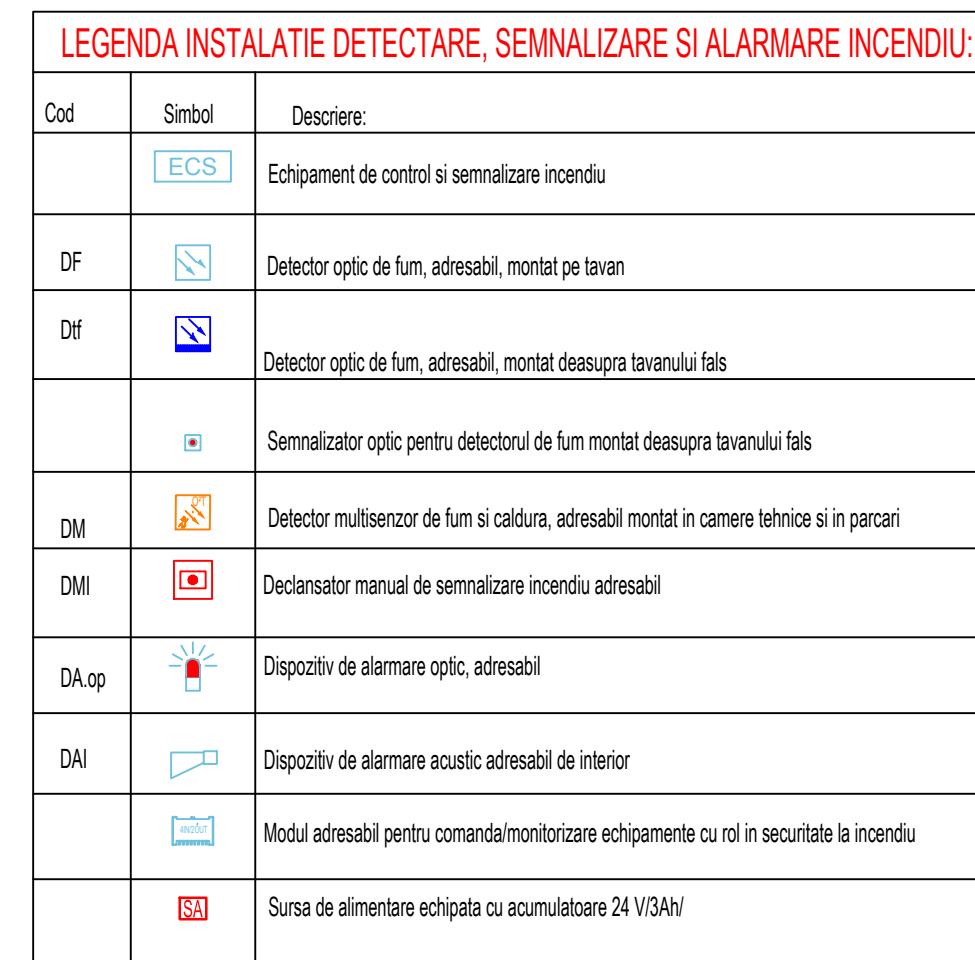 LEGENDA INSTALATIE DETECTARE, SEMNALIZARE SI ALARMARE INCENDIU:
Cod Simbol Descriere:
ECS Echipament de control si semnalizare incendiu
DF Detector optic de fum, adresabil, montat pe tavan
Dtf Detector optic de fum, adresabil, montat deasupra tavanului fals
Semnalizator optic pentru detectorul de fum montat deasupra tavanului fals
DM Detector multisenzor de fum si caldura, adresabil montat in camere tehnice si in parcari
DMI Declansator manual de semnalizare incendiu adresabil
DA.op Dispozitiv de alarmare optic, adresabil
DAI Dispozitiv de alarmare acustic adresabil de interior
4IN/2OUT Modul adresabil pentru comanda/monitorizare echipamente cu rol in securitate la incendiu
SA Sursa de alimentare echipata cu acumulatoare 24 V/3Ah/